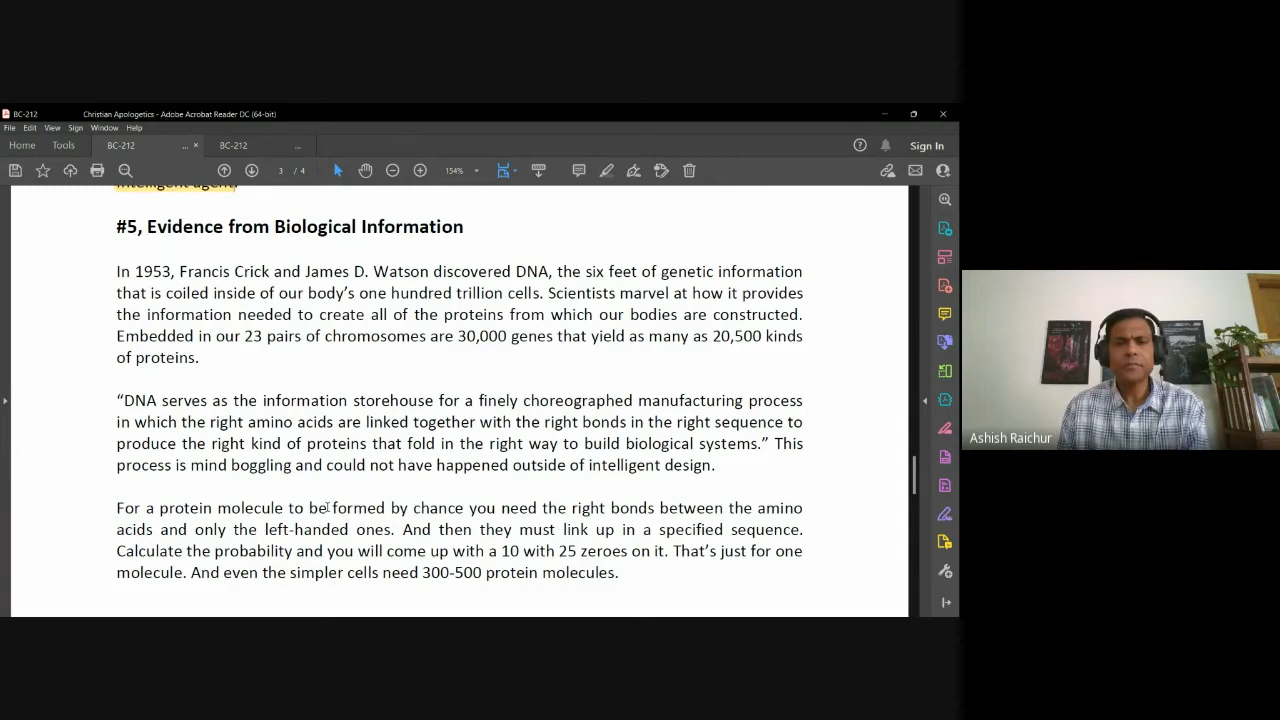 BC-212 Christian Apologetics - Adobe Acrobat Reader DC (64-bit)
File Edit View Sign Window Help
Home Tools BC-212 ... × BC-212 ... Sign In
3 / 4 154%
intelligent agent.
#5, Evidence from Biological Information
In 1953, Francis Crick and James D. Watson discovered DNA, the six feet of genetic information
that is coiled inside of our body’s one hundred trillion cells. Scientists marvel at how it provides
the information needed to create all of the proteins from which our bodies are constructed.
Embedded in our 23 pairs of chromosomes are 30,000 genes that yield as many as 20,500 kinds
of proteins.
“DNA serves as the information storehouse for a finely choreographed manufacturing process
in which the right amino acids are linked together with the right bonds in the right sequence to
produce the right kind of proteins that fold in the right way to build biological systems.” This
process is mind boggling and could not have happened outside of intelligent design.
For a protein molecule to be formed by chance you need the right bonds between the amino
acids and only the left-handed ones. And then they must link up in a specified sequence.
Calculate the probability and you will come up with a 10 with 25 zeroes on it. That’s just for one
molecule. And even the simpler cells need 300-500 protein molecules.
Ashish Raichur